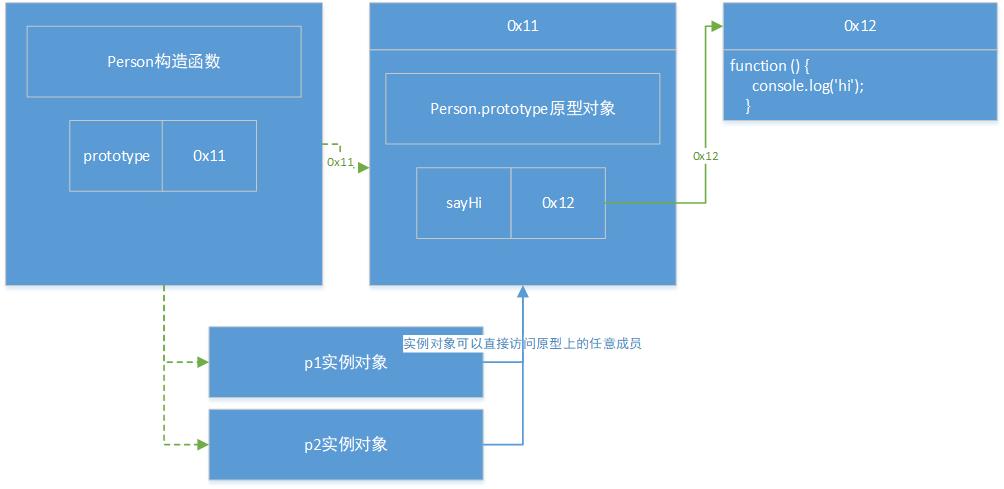 Person构造函数
prototype
0x11
0x11
0x11
Person.prototype原型对象
sayHi
0x12
0x12
0x12
function () {
console.log('hi');
}
实例对象可以直接访问原型上的任意成员
p1实例对象
p2实例对象